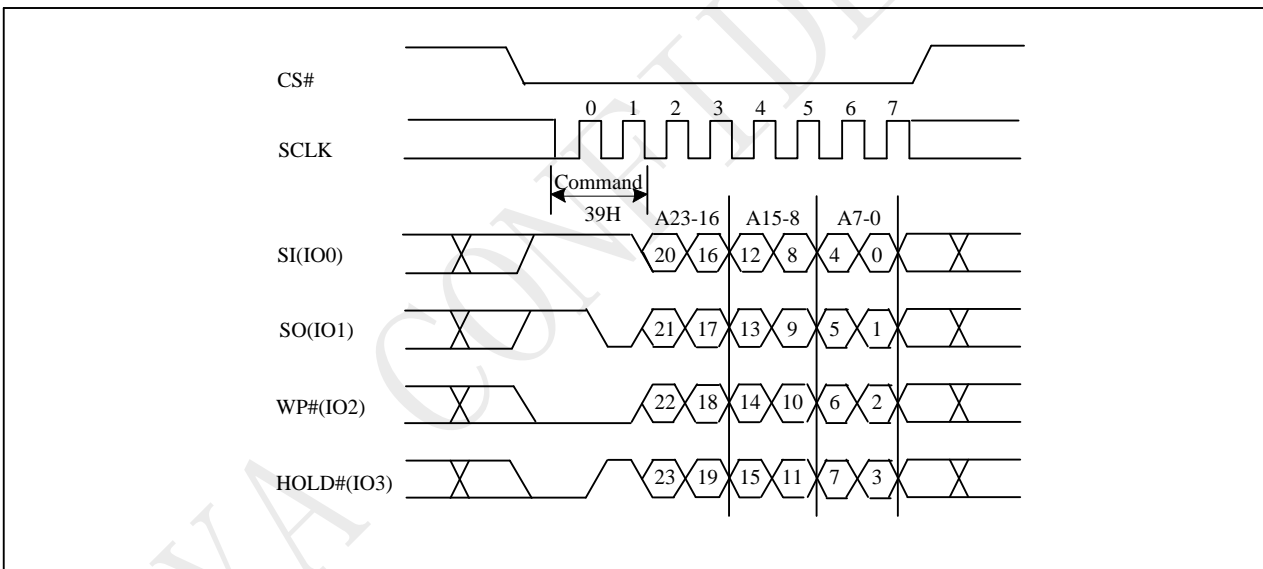 CS#
0 1 2 3 4 5 6 7
SCLK
Command
39H
A23-16 A15-8 A7-0
SI(IO0) 20 16 12 8 4 0
SO(IO1) 21 17 13 9 5 1
WP#(IO2) 22 18 14 10 6 2
HOLD#(IO3) 23 19 15 11 7 3
VA CONFIDE